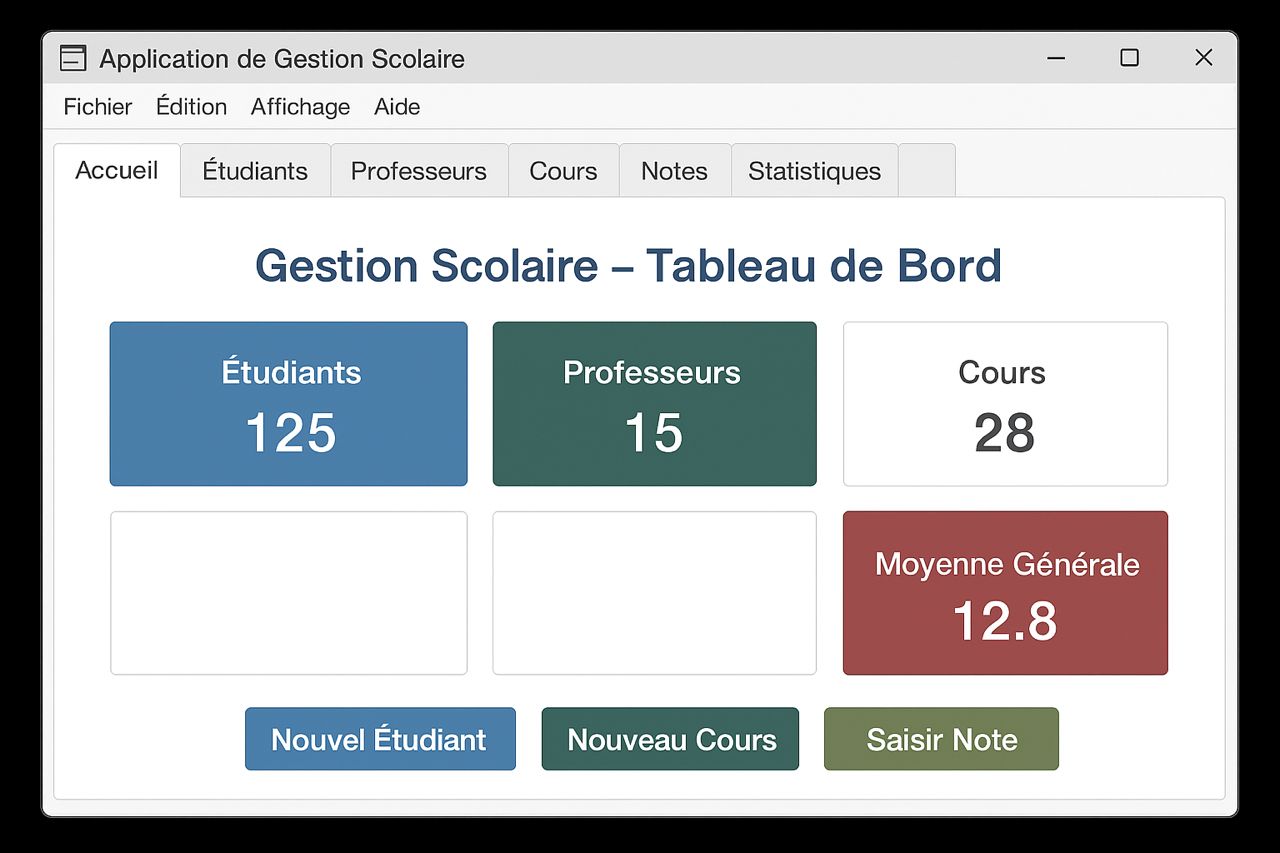 Application de Gestion Scolaire
Fichier Édition Affichage Aide
Accueil Étudiants Professeurs Cours Notes Statistiques
Gestion Scolaire – Tableau de Bord
Étudiants
125
Professeurs
15
Cours
28
Moyenne Générale
12.8
Nouvel Étudiant Nouveau Cours Saisir Note